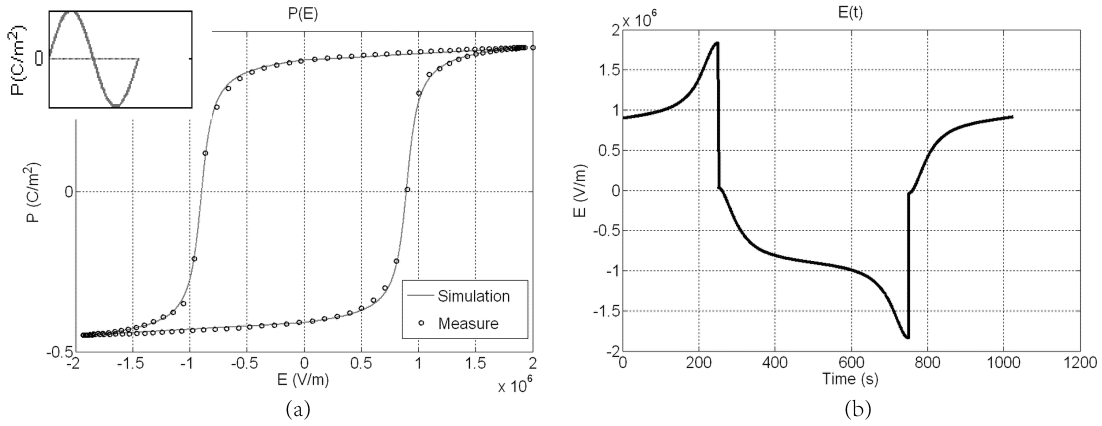 P(E)
P(C/m²)
0
P (C/m²)
0
-0.5
Simulation
Measure
-2 -1.5 -1 -0.5 0 0.5 1 1.5 2
E (V/m)
x 10⁶
(a)
E(t)
x 10⁶
E (V/m)
2
1.5
1
0.5
0
-0.5
-1
-1.5
-2
0 200 400 600 800 1000 1200
Time (s)
(b)